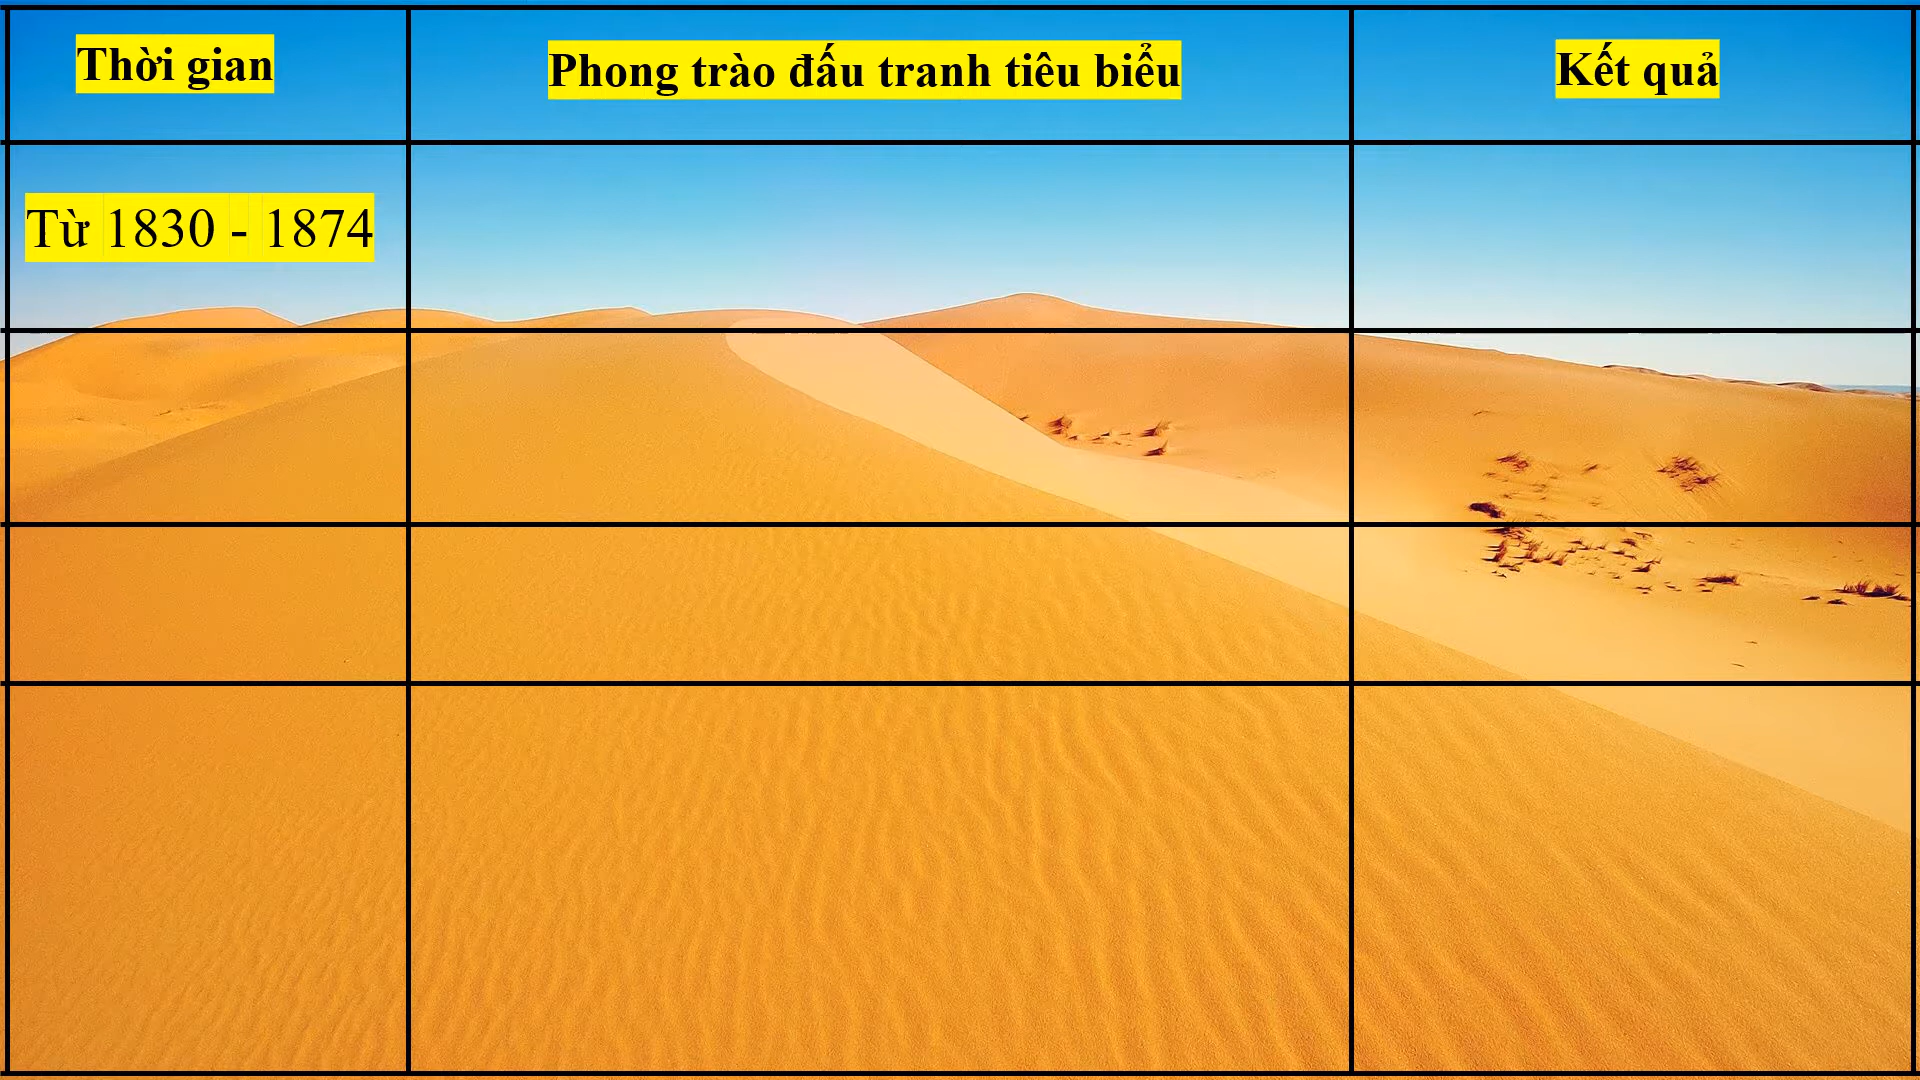 Thời gian
Phong trào đấu tranh tiêu biểu
Kết quả
Từ 1830 - 1874